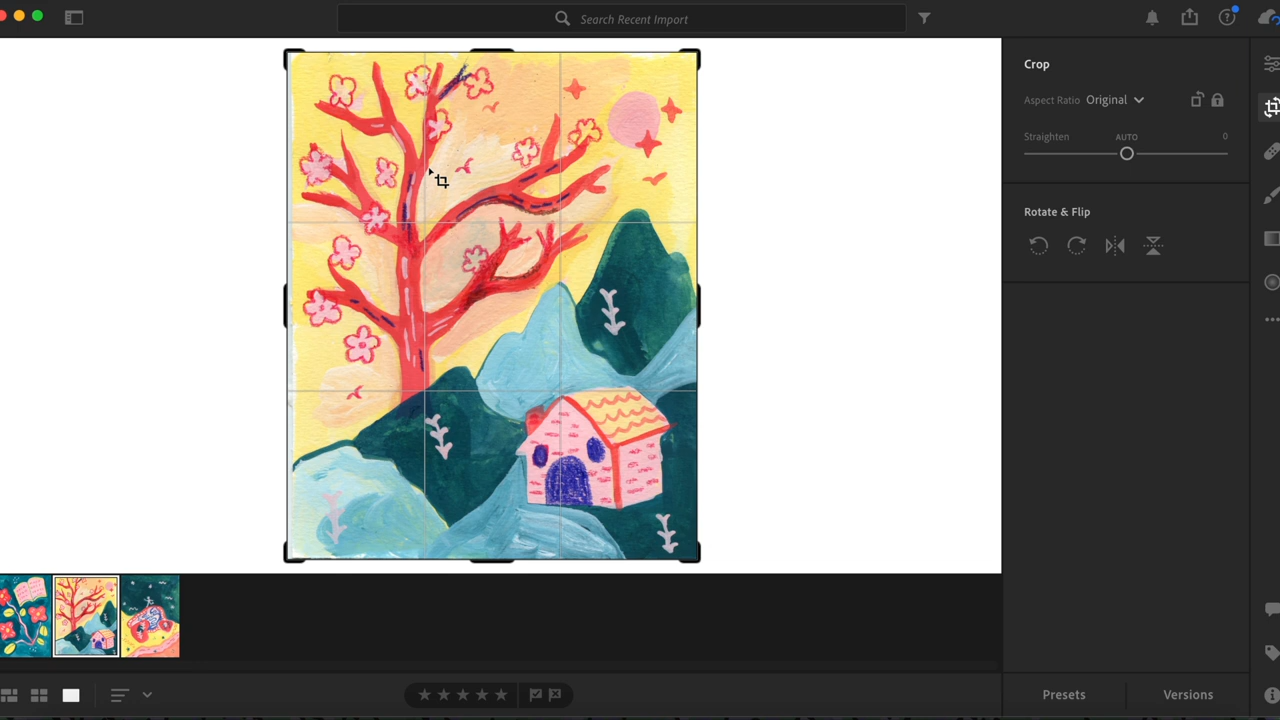 Search Recent Import
Crop
Aspect Ratio Original
Straighten AUTO 0
Rotate & Flip
Presets Versions